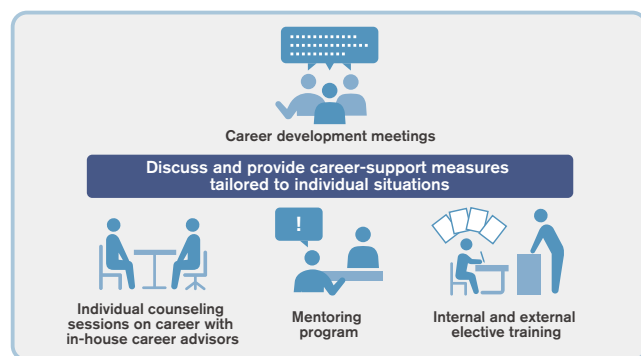 Career development meetings
Discuss and provide career-support measures
tailored to individual situations
!
Individual counseling
sessions on career with
in-house career advisors
Mentoring
program
Internal and external
elective training